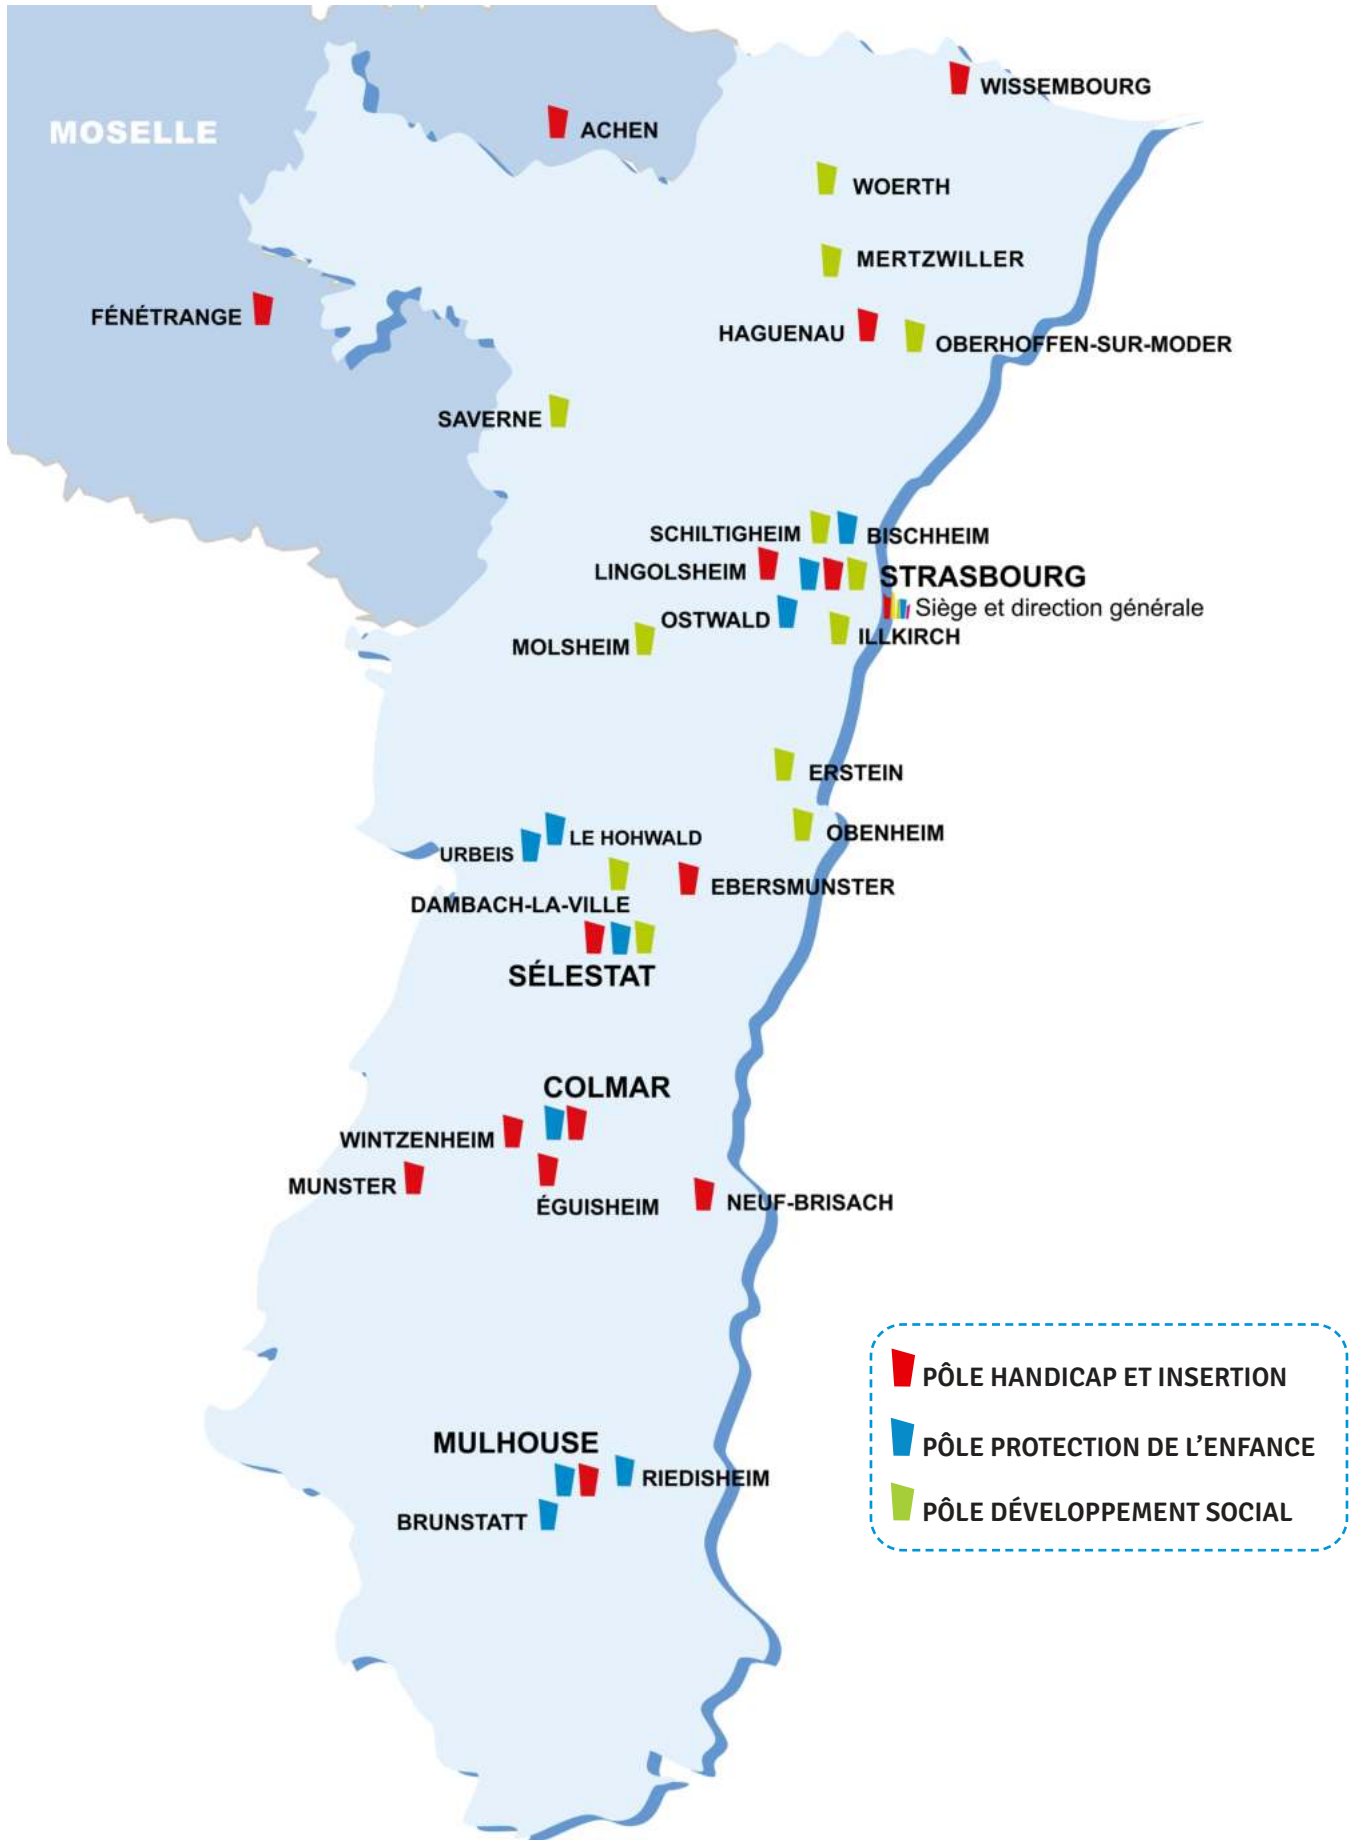 WISSEMBOURG
MOSELLE
ACHEN
WOERTH
MERTZWILLER
FÉNÉTRANGE
HAGUENAU
OBERHOFFEN-SUR-MODER
SAVERNE
SCHILTIGHEIM
BISCHHEIM
LINGOLSHEIM
STRASBOURG
Siège et direction générale
OSTWALD
ILLKIRCH
MOLSHEIM
ERSTEIN
OBENHEIM
LE HOHWALD
URBEIS
EBERSMUNSTER
DAMBACH-LA-VILLE
SÉLESTAT
COLMAR
WINTZENHEIM
MUNSTER
ÉGUISHEIM
NEUF-BRISACH
PÔLE HANDICAP ET INSERTION
PÔLE PROTECTION DE L'ENFANCE
PÔLE DÉVELOPPEMENT SOCIAL
MULHOUSE
RIEDISHEIM
BRUNSTATT